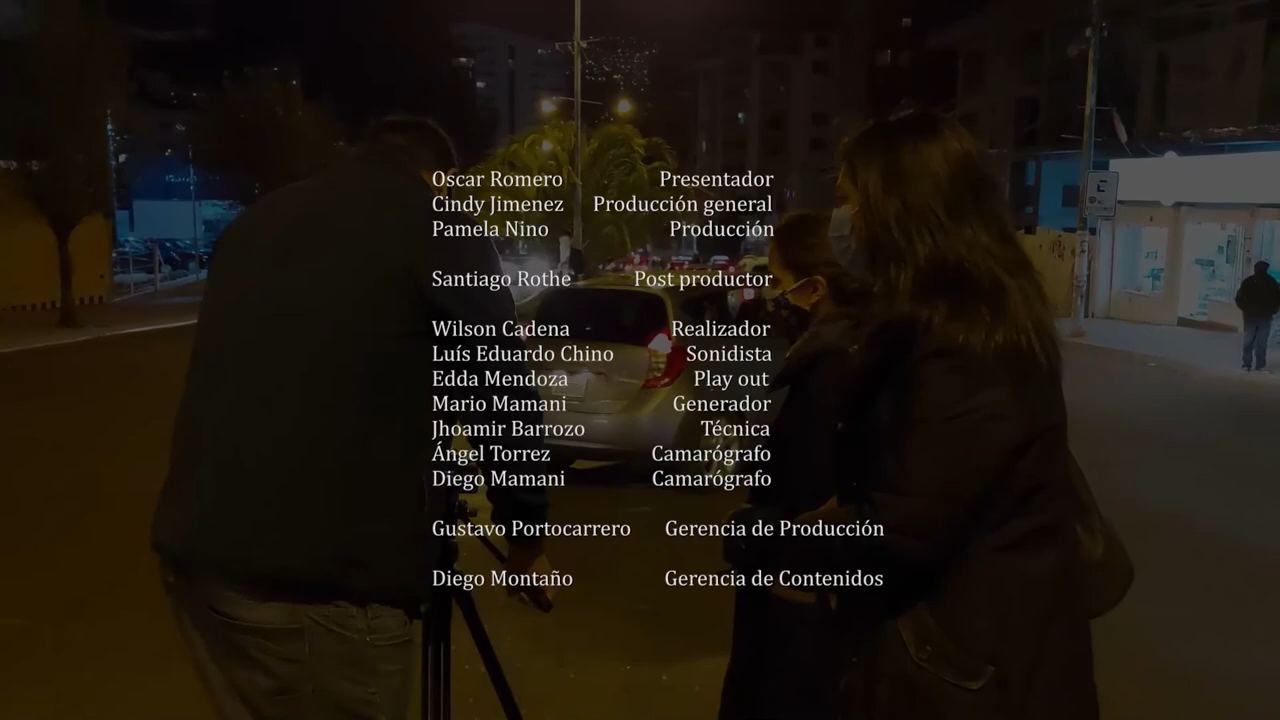 Oscar Romero Presentador
Cindy Jimenez Producción general
Pamela Nino Producción
Santiago Rothe Post productor
Wilson Cadena Realizador
Luís Eduardo Chino Sonidista
Edda Mendoza Play out
Mario Mamani Generador
Jhoamir Barrozo Técnica
Ángel Torrez Camarógrafo
Diego Mamani Camarógrafo
Gustavo Portocarrero Gerencia de Producción
Diego Montaño Gerencia de Contenidos